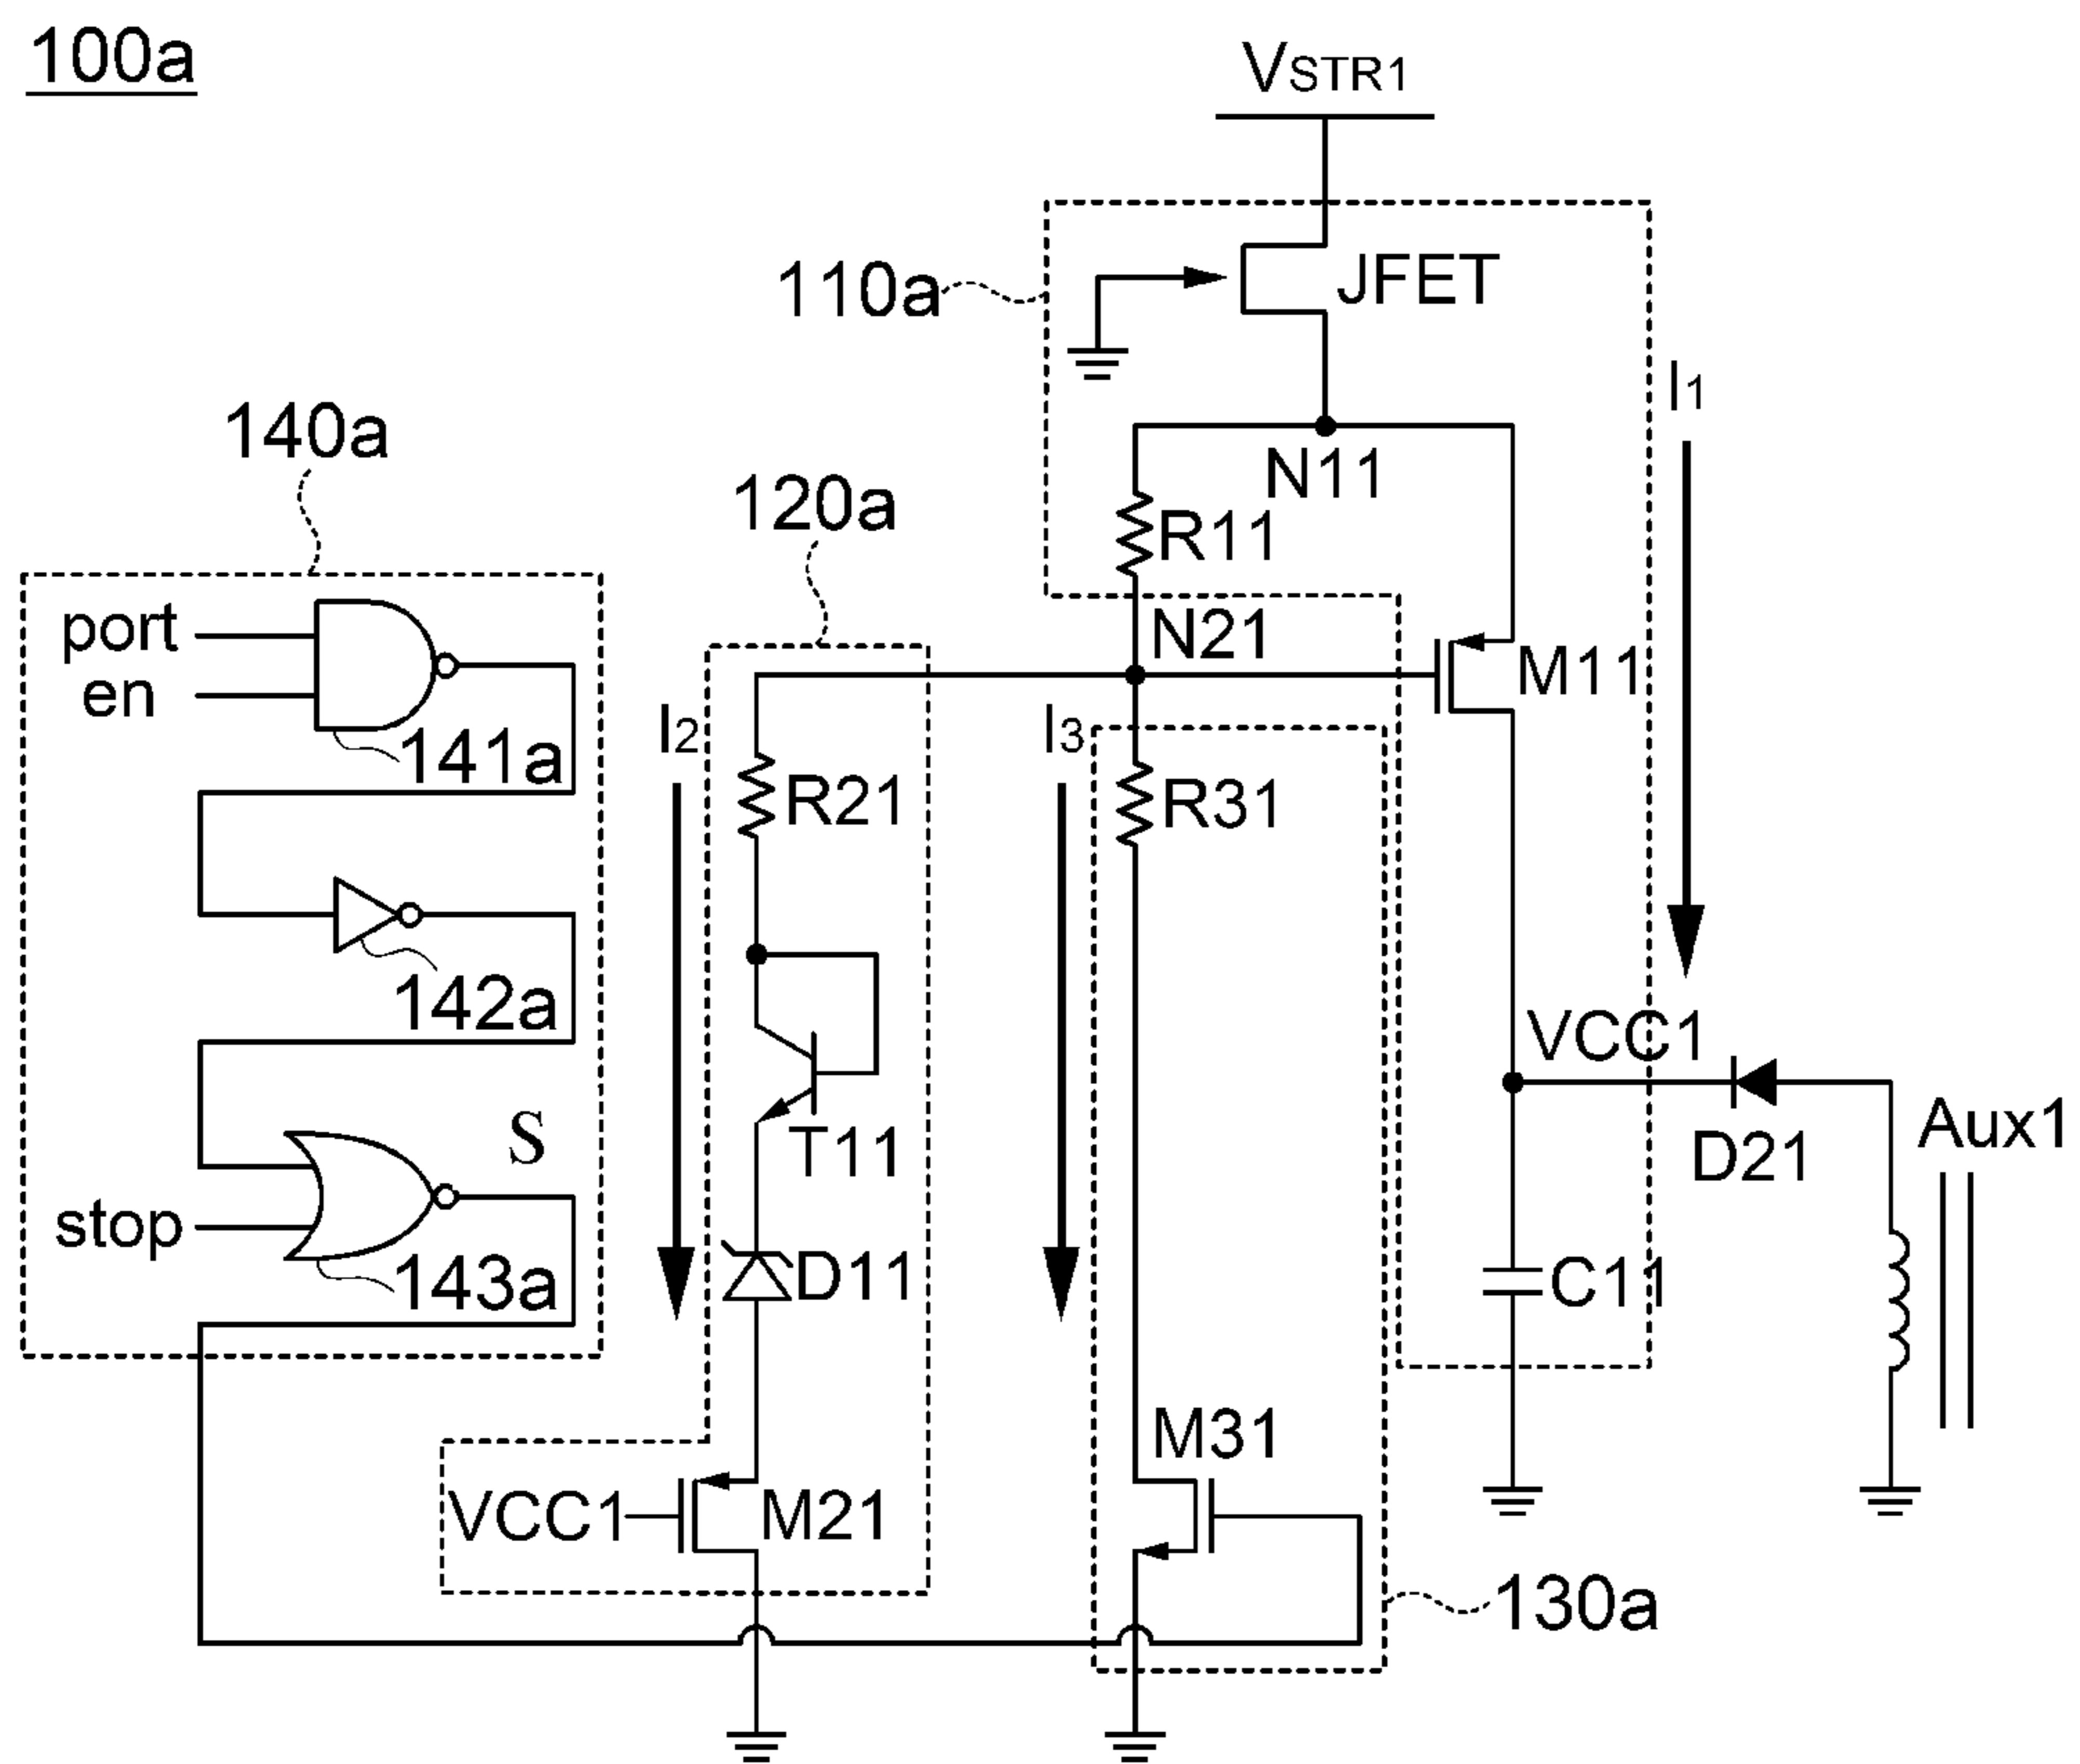 100a
VSTR1
110a
JFET
I1
140a
N11
120a
R11
port
N21
en
M11
141a
I2
I3
R21
R31
142a
VCC1
S
T11
D21
Aux1
stop
143a
D11
C11
M31
VCC1
M21
130a